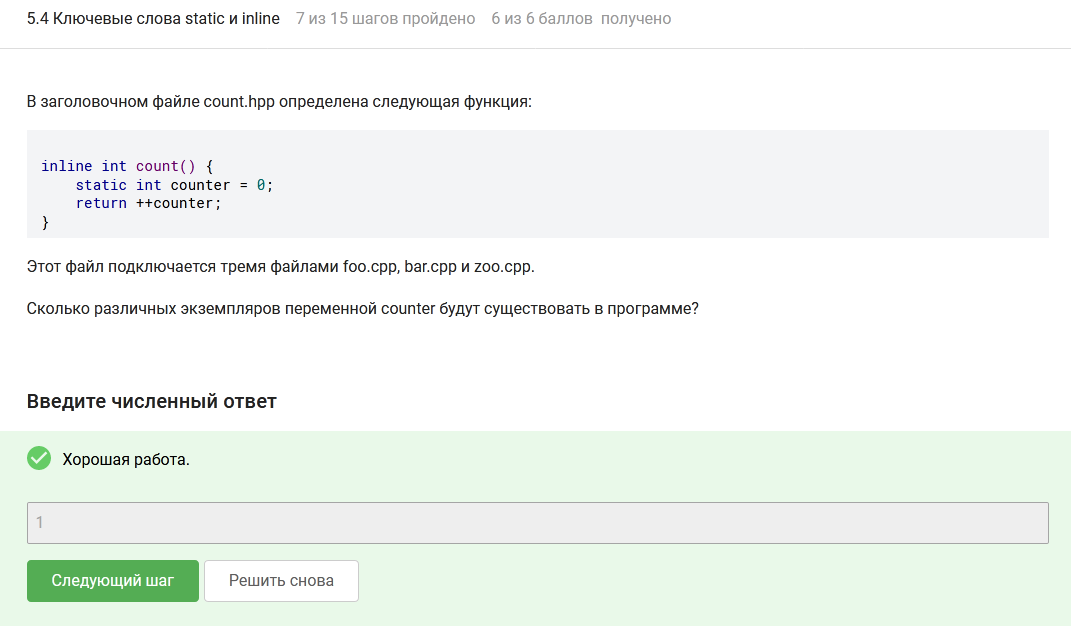 5.4 Ключевые слова static и inline 7 из 15 шагов пройдено 6 из 6 баллов получено
В заголовочном файле count.hpp определена следующая функция:
inline int count() {
    static int counter = 0;
    return ++counter;
}
Этот файл подключается тремя файлами foo.cpp, bar.cpp и zoo.cpp.
Сколько различных экземпляров переменной counter будут существовать в программе?
Введите численный ответ
Хорошая работа.
1
Следующий шаг Решить снова